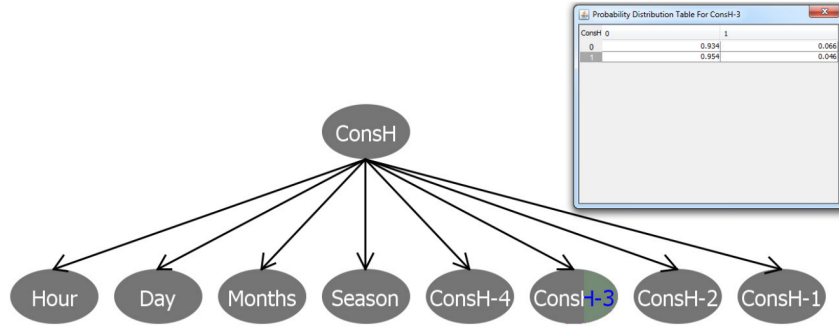 Probability Distribution Table For ConsH-3
ConsH 0 1
0 0.934 0.066
1 0.954 0.046
ConsH
Hour Day Months Season ConsH-4 ConsH-3 ConsH-2 ConsH-1